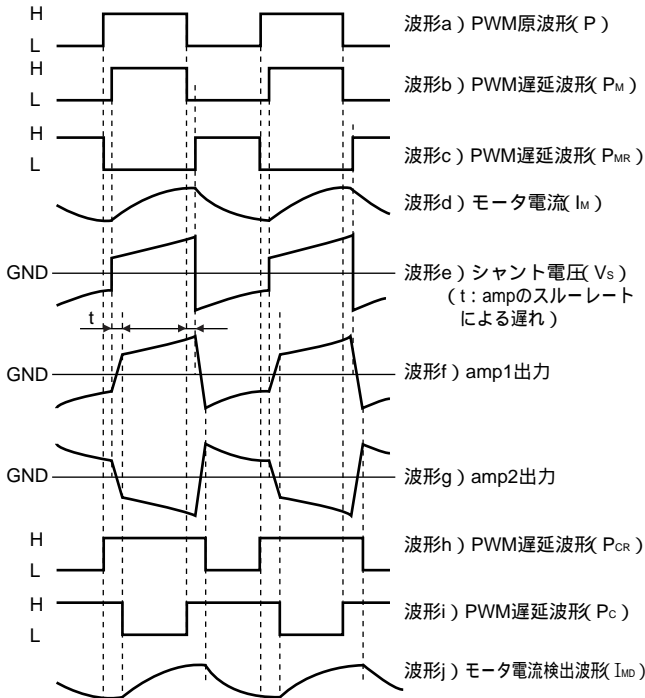 H
L
波形a)PWM原波形(P)
H
L
波形b)PWM遅延波形(PM)
H
L
波形c)PWM遅延波形(PMR)
波形d)モータ電流(IM)
GND
波形e)シャント電圧(VS)
(t:ampのスルーレート
による遅れ)
t
GND
波形f)amp1出力
GND
波形g)amp2出力
H
L
波形h)PWM遅延波形(PCR)
H
L
波形i)PWM遅延波形(PC)
波形j)モータ電流検出波形(IMD)